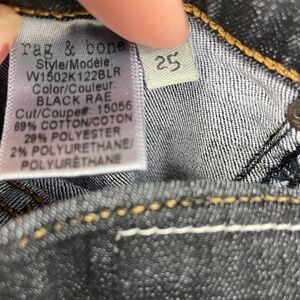 rag & bone
Style/Modèle:
W1502K122BLR
Color/Couleur:
BLACK RAE
Cut/Coupe#: 15056
69% COTTON/COTON
29% POLYESTER
2% POLYURETHANE/
POLYURÉTHANE
25